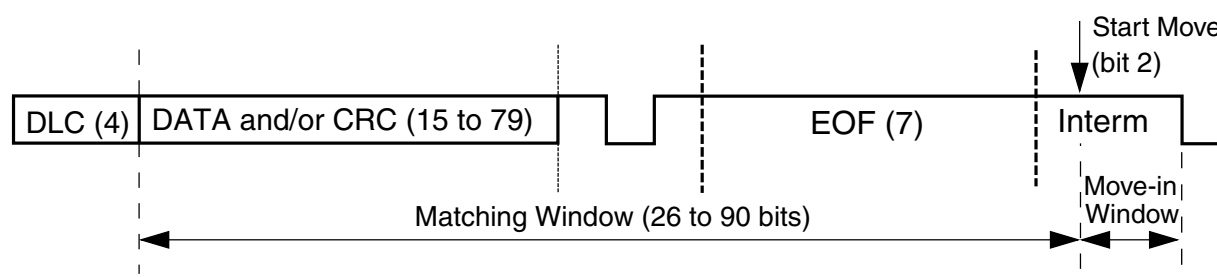 Start Move
(bit 2)
DLC (4) DATA and/or CRC (15 to 79) EOF (7) Interm
Matching Window (26 to 90 bits)
Move-in
Window